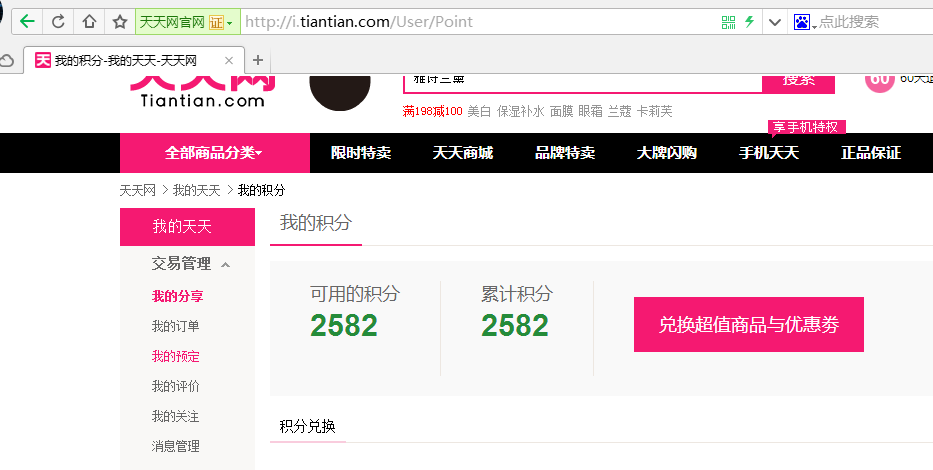 天天网官网 证 http://i.tiantian.com/User/Point 点此搜索
天 我的积分-我的天天-天天网
天天网
Tiantian.com
雅诗兰黛 搜索 60
满198减100 美白 保湿补水 面膜 眼霜 兰蔻 卡莉芙
享手机特权
全部商品分类 限时特卖 天天商城 品牌特卖 大牌闪购 手机天天 正品保证
天天网 > 我的天天 > 我的积分
我的天天
我的积分
交易管理
我的分享
我的订单
我的预定
我的评价
我的关注
消息管理
可用的积分
2582
累计积分
2582
兑换超值商品与优惠券
积分兑换